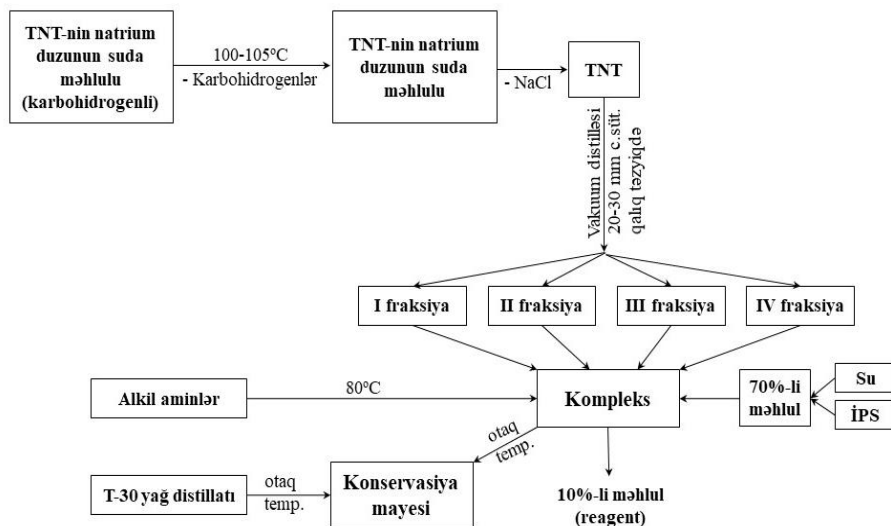 TNT-nin natrium
duzunun suda
məhlulu
(karbohidrogenli)
100-105ºC
- Karbohidrogenlər
TNT-nin natrium
duzunun suda
məhlulu
- NaCl
TNT
Vakuum distilləsi
20-30 mm c.süt.
qalıq təzyiqdə
I fraksiya
II fraksiya
III fraksiya
IV fraksiya
Alkil aminlər
80ºC
Kompleks
70%-li
məhlul
Su
İPS
otaq
temp.
T-30 yağ distillatı
otaq
temp.
Konservasiya
mayesi
10%-li məhlul
(reagent)